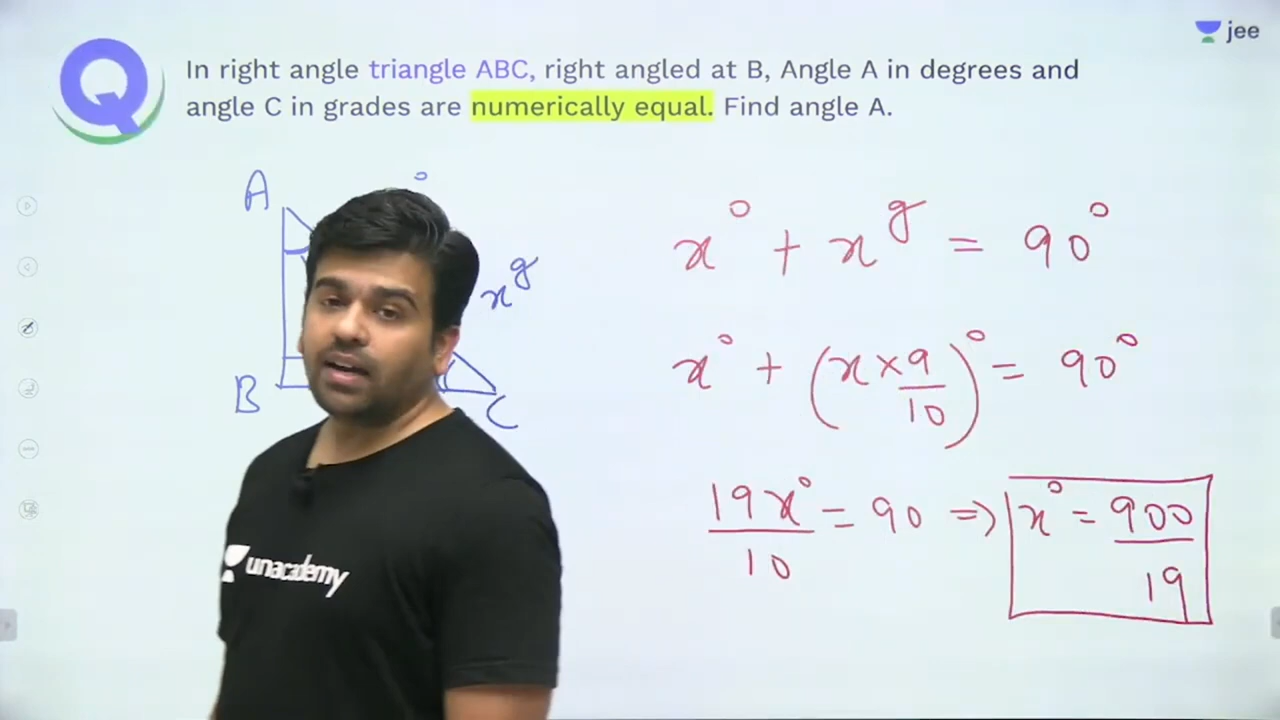 jee
Q
In right angle triangle ABC, right angled at B, Angle A in degrees and
angle C in grades are numerically equal. Find angle A.
A
x^g
B
C
x° + x^g = 90°
x° + (x × 9/10)° = 90°
19x°/10 = 90 ⇒ x° = 900/19
unacademy